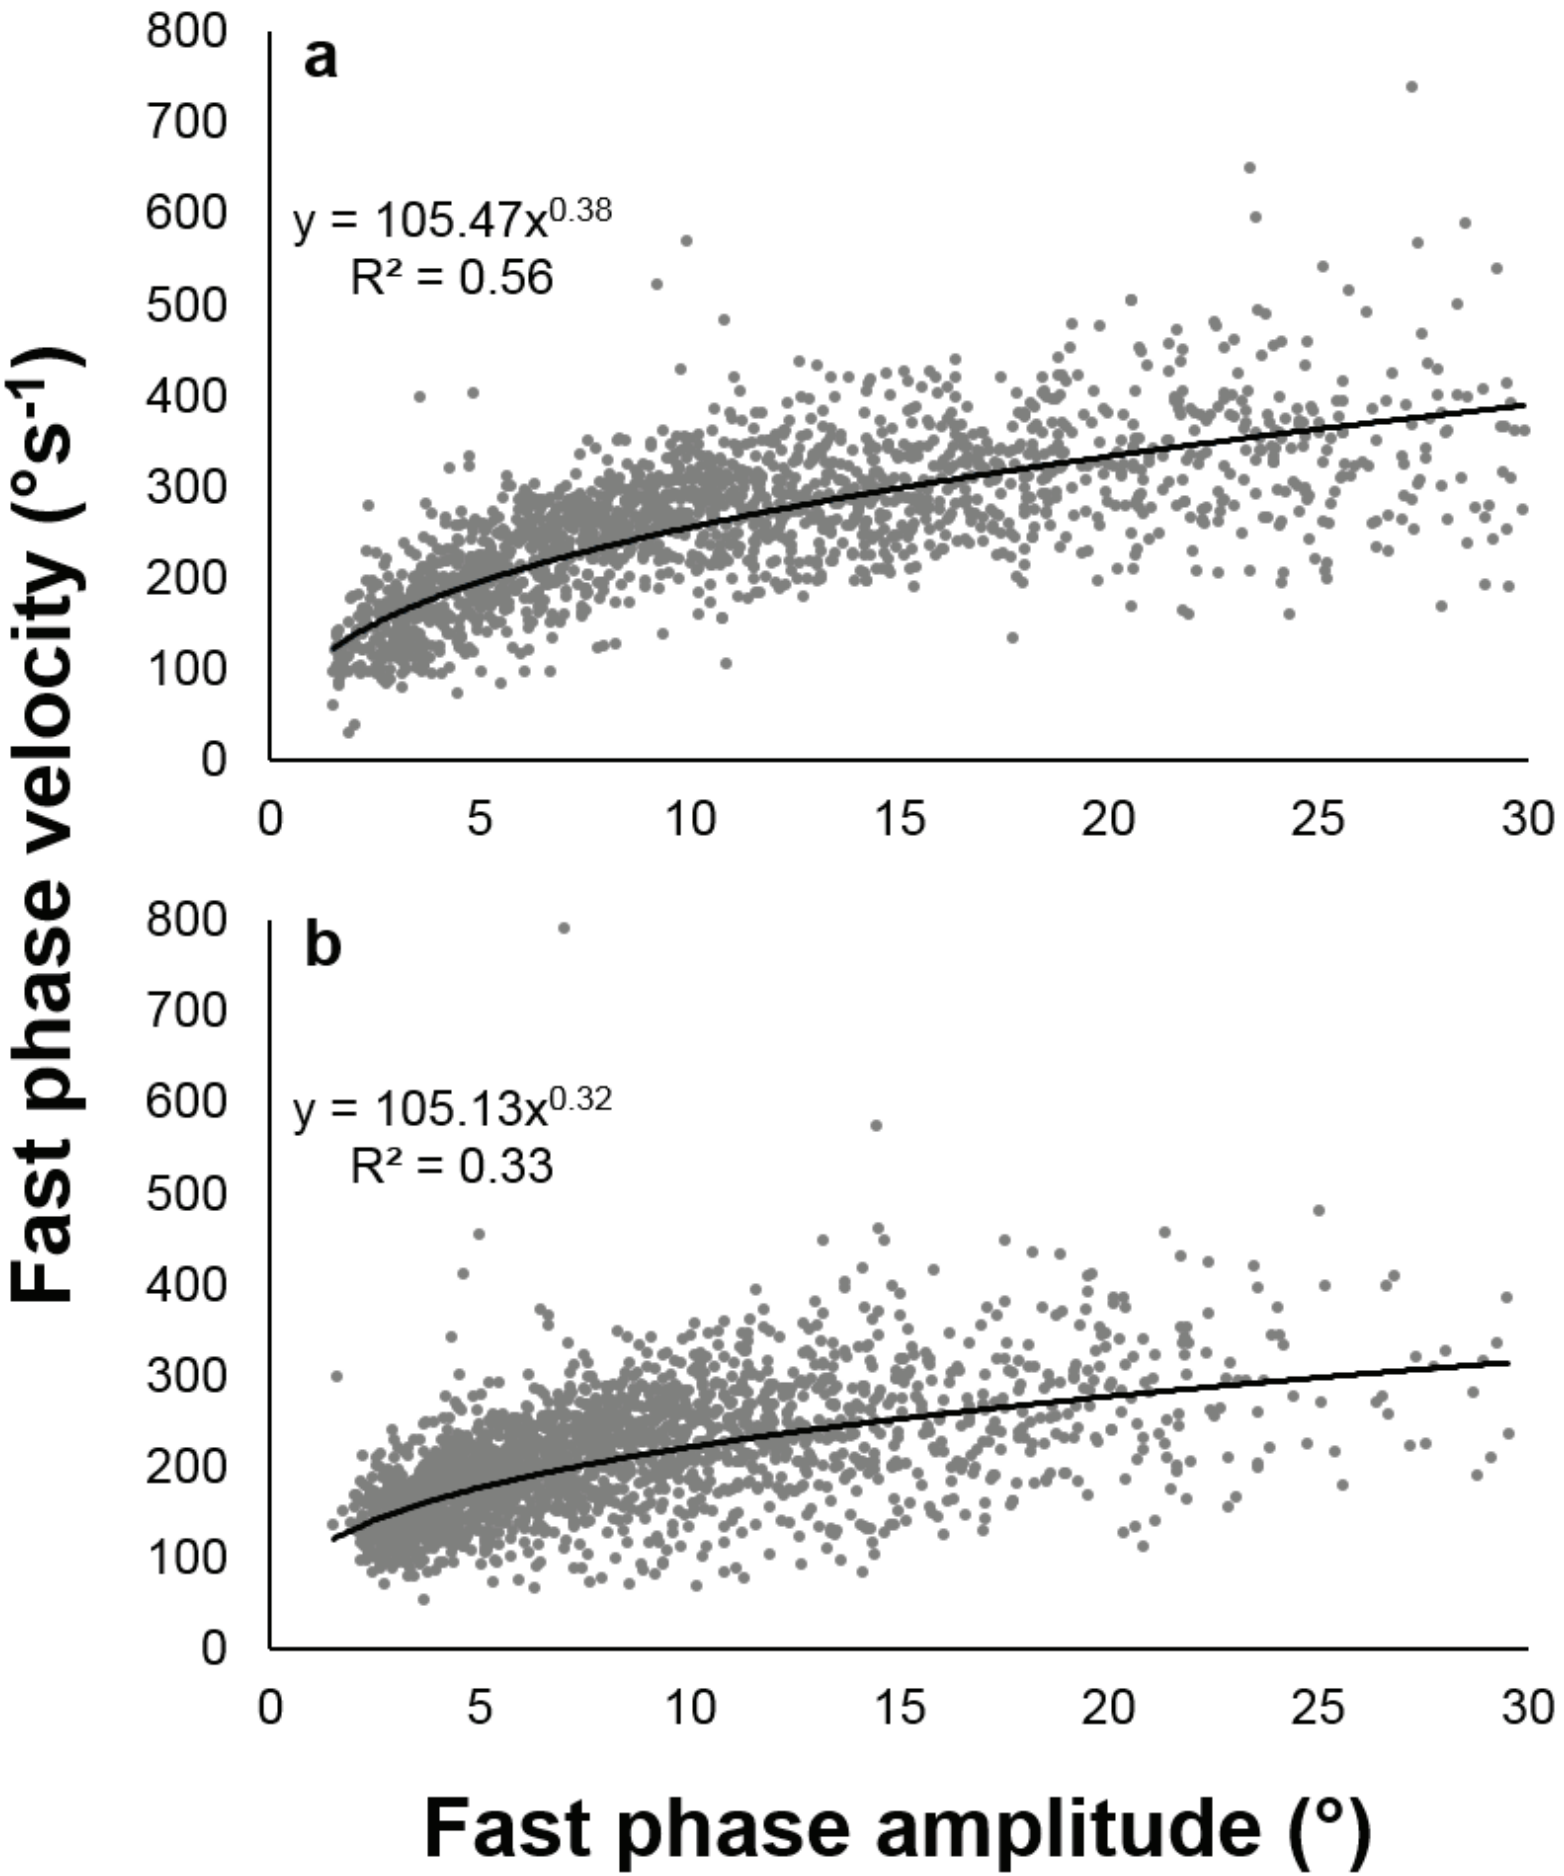 Fast phase velocity (°s⁻¹)
a
800
700
600
500
400
300
200
100
0
y = 105.47x⁰·³⁸
R² = 0.56
0 5 10 15 20 25 30
b
800
700
600
500
400
300
200
100
0
y = 105.13x⁰·³²
R² = 0.33
0 5 10 15 20 25 30
Fast phase amplitude (°)